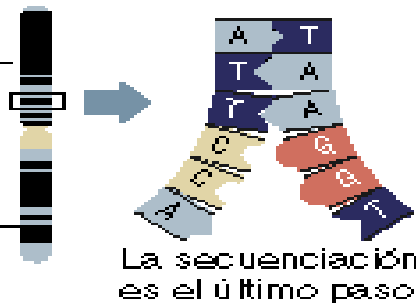 A T
T A
T A
C G
C G
A T
La secuenciación
es el último paso